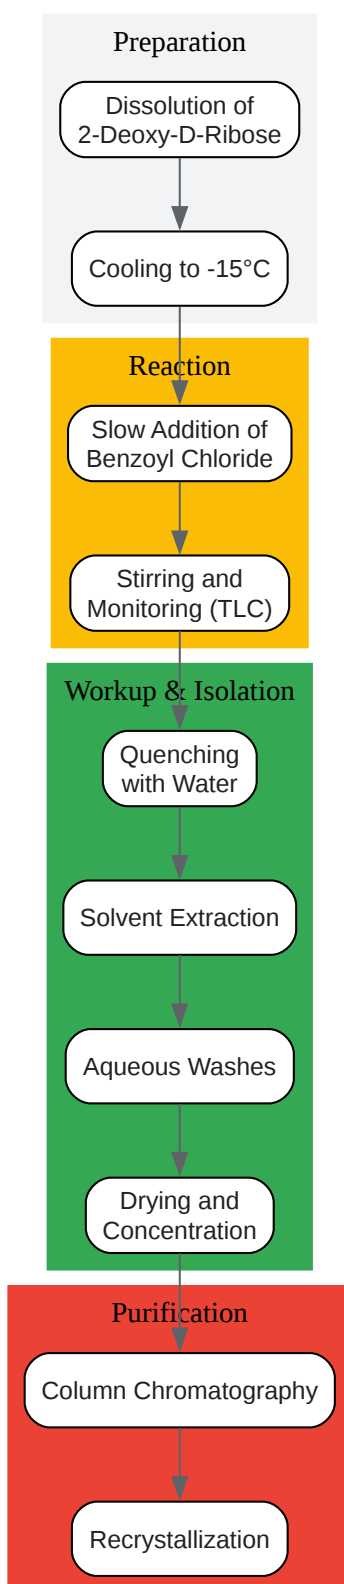 Preparation
Dissolution of
2-Deoxy-D-Ribose
Cooling to -15°C
Reaction
Slow Addition of
Benzoyl Chloride
Stirring and
Monitoring (TLC)
Workup & Isolation
Quenching
with Water
Solvent Extraction
Aqueous Washes
Drying and
Concentration
Purification
Column Chromatography
Recrystallization